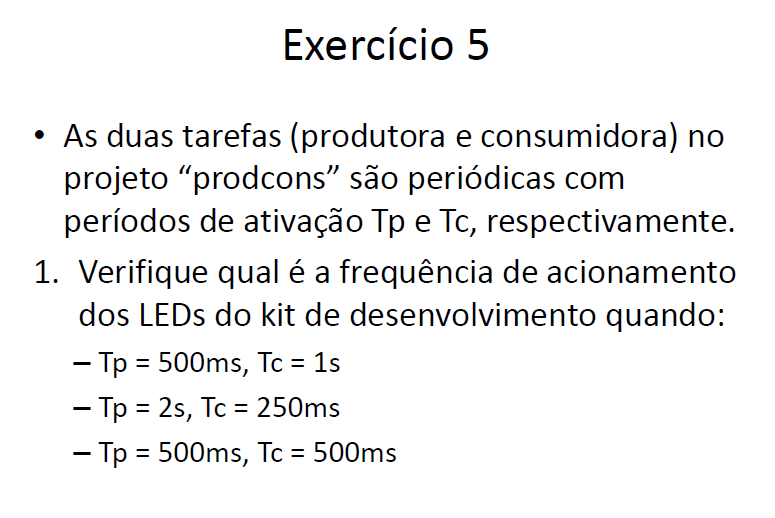 Exercício 5
• As duas tarefas (produtora e consumidora) no
projeto “prodcons” são periódicas com
períodos de ativação Tp e Tc, respectivamente.
1. Verifique qual é a frequência de acionamento
dos LEDs do kit de desenvolvimento quando:
– Tp = 500ms, Tc = 1s
– Tp = 2s, Tc = 250ms
– Tp = 500ms, Tc = 500ms